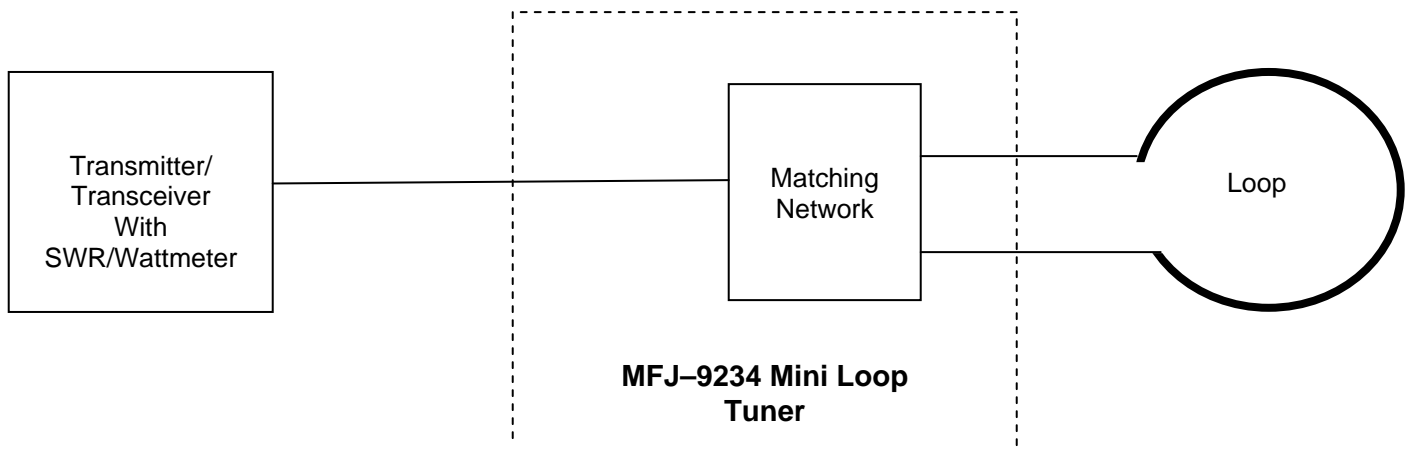 Transmitter/
Transceiver
With
SWR/Wattmeter
Matching
Network
Loop
MFJ–9234 Mini Loop
Tuner